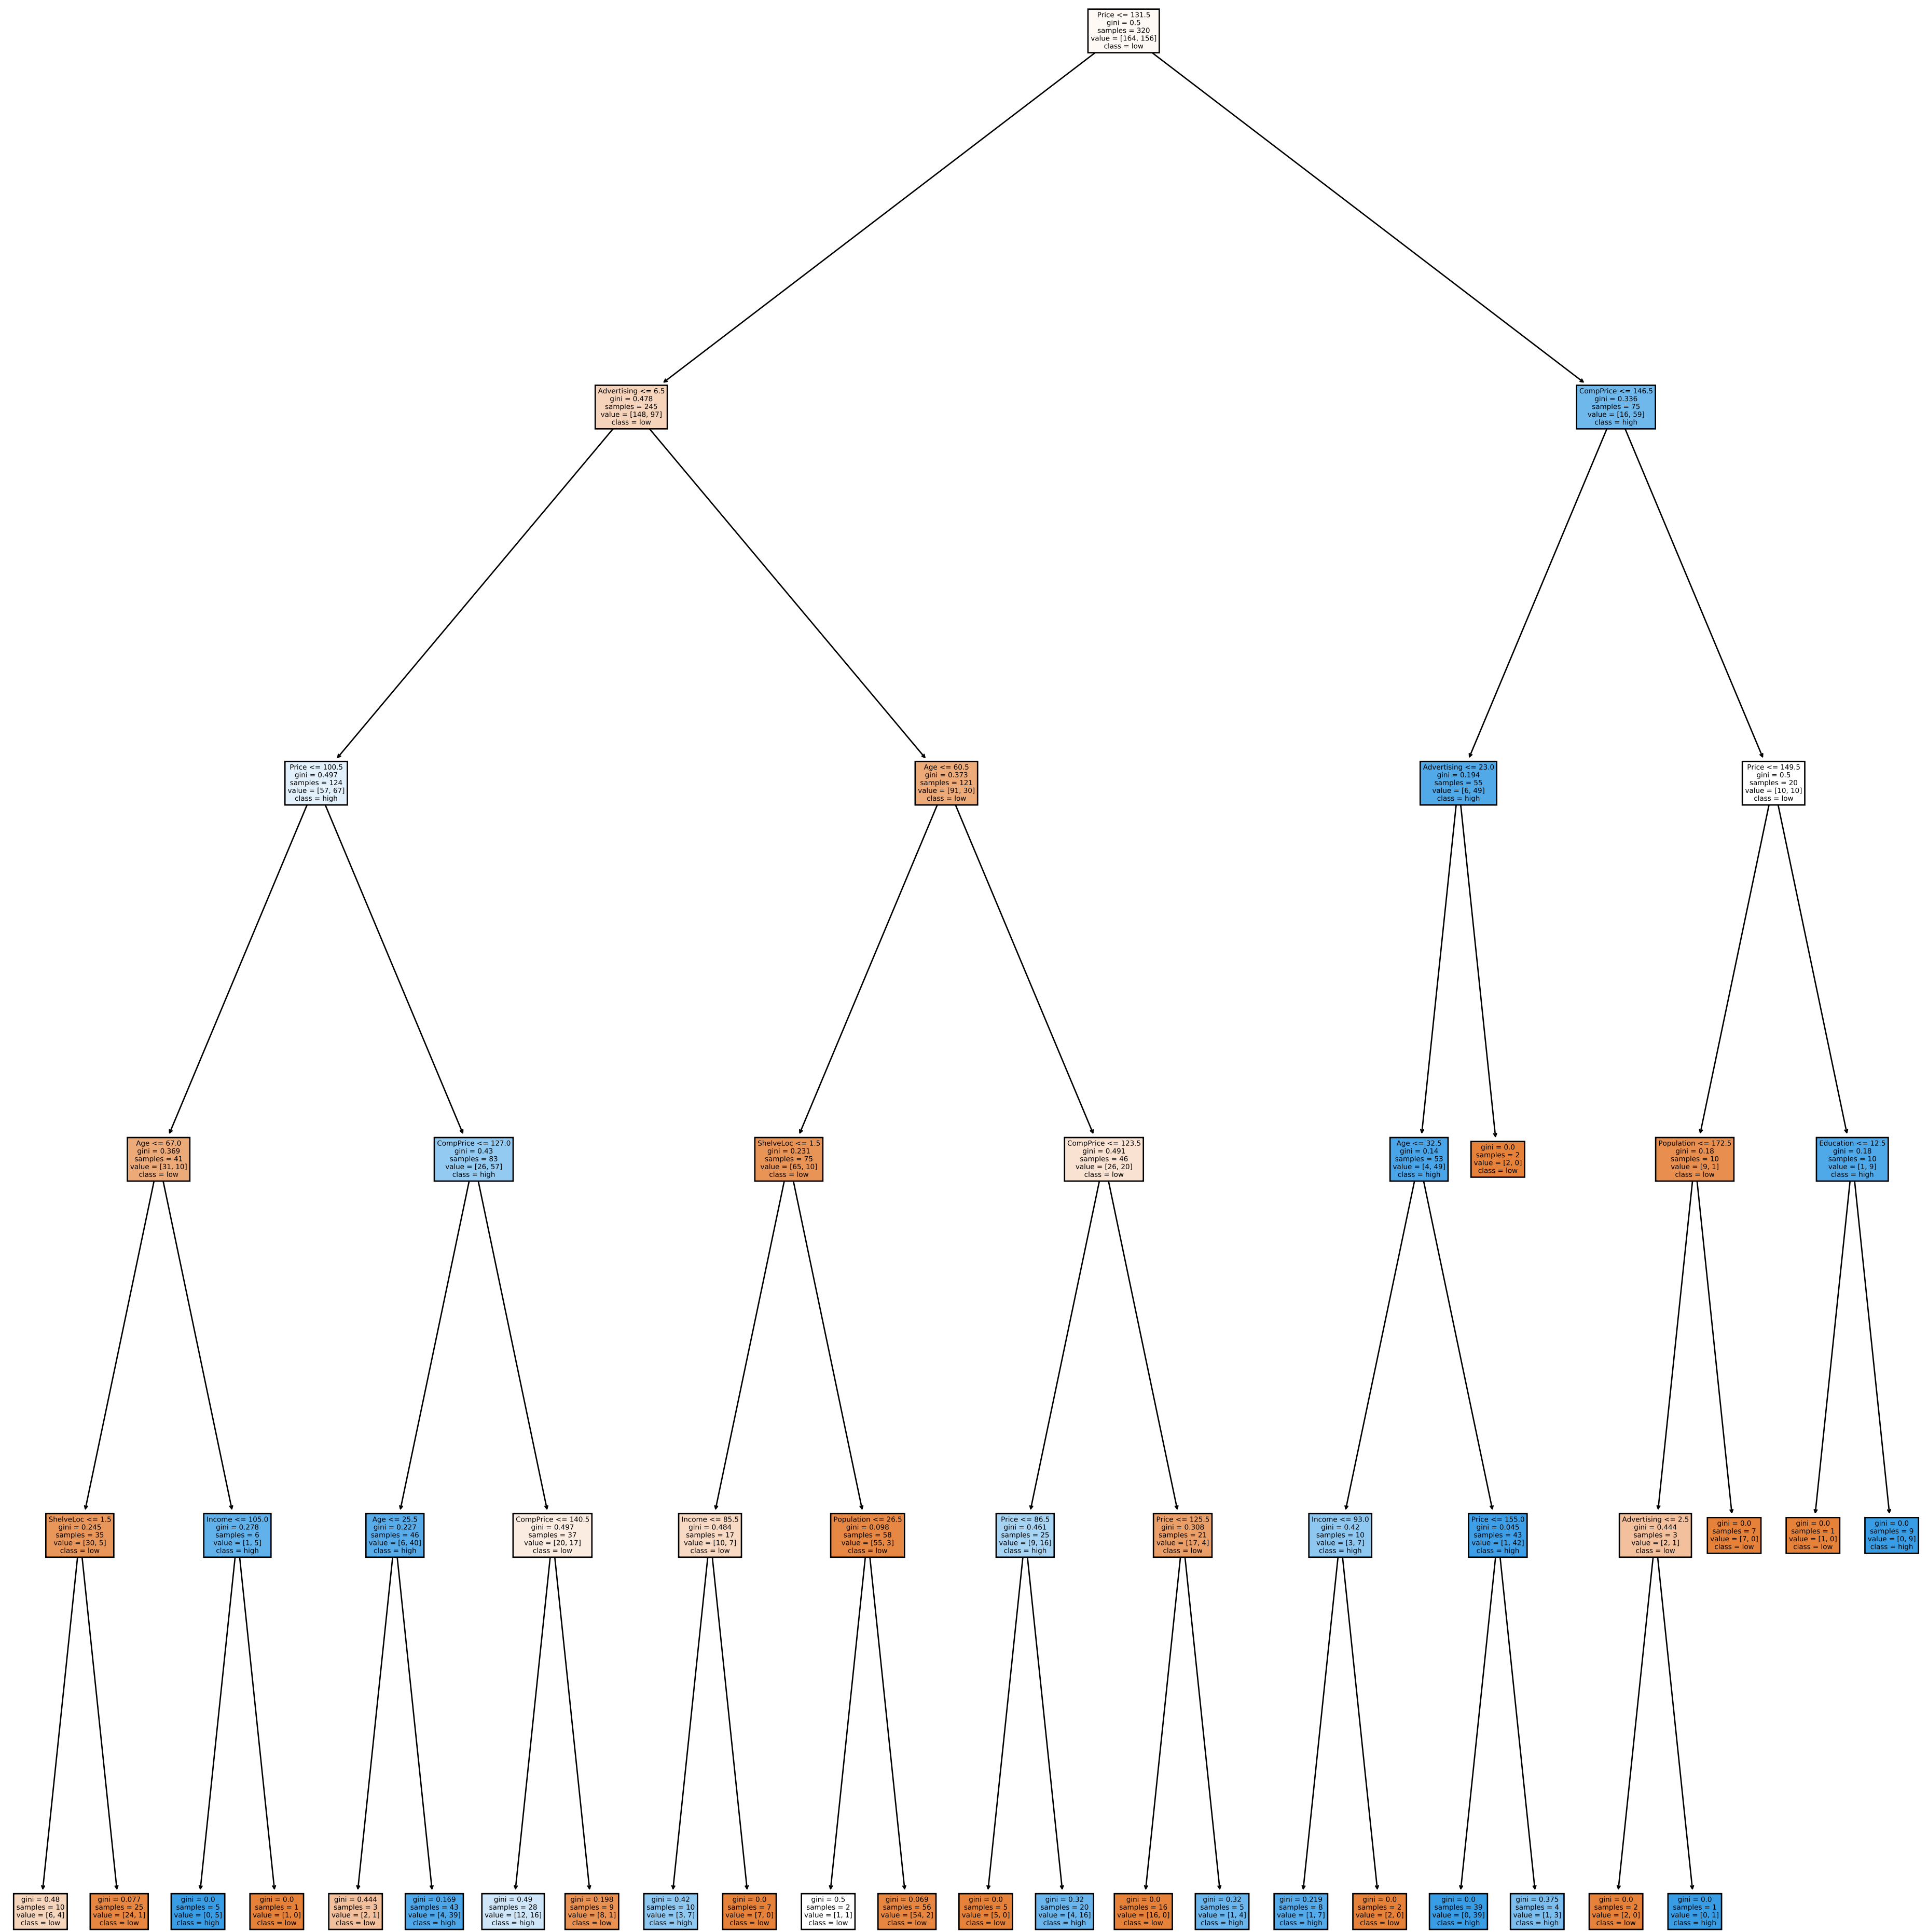 Price <= 131.5
gini = 0.5
samples = 320
value = [164, 156]
class = low
Advertising <= 6.5
gini = 0.478
samples = 245
value = [148, 97]
class = low
CompPrice <= 146.5
gini = 0.336
samples = 75
value = [16, 59]
class = high
Price <= 100.5
gini = 0.497
samples = 124
value = [57, 67]
class = high
Age <= 60.5
gini = 0.373
samples = 121
value = [91, 30]
class = low
Advertising <= 23.0
gini = 0.194
samples = 55
value = [6, 49]
class = high
Price <= 149.5
gini = 0.5
samples = 20
value = [10, 10]
class = low
Age <= 67.0
gini = 0.369
samples = 41
value = [31, 10]
class = low
CompPrice <= 127.0
gini = 0.43
samples = 83
value = [26, 57]
class = high
ShelveLoc <= 1.5
gini = 0.231
samples = 75
value = [65, 10]
class = low
CompPrice <= 123.5
gini = 0.491
samples = 46
value = [26, 20]
class = low
Age <= 32.5
gini = 0.14
samples = 53
value = [4, 49]
class = high
gini = 0.0
samples = 2
value = [2, 0]
class = low
Population <= 172.5
gini = 0.18
samples = 10
value = [9, 1]
class = low
Education <= 12.5
gini = 0.18
samples = 10
value = [1, 9]
class = high
ShelveLoc <= 1.5
gini = 0.245
samples = 35
value = [30, 5]
class = low
Income <= 105.0
gini = 0.278
samples = 6
value = [1, 5]
class = high
Age <= 25.5
gini = 0.227
samples = 46
value = [6, 40]
class = high
CompPrice <= 140.5
gini = 0.497
samples = 37
value = [20, 17]
class = low
Income <= 85.5
gini = 0.484
samples = 17
value = [10, 7]
class = low
Population <= 26.5
gini = 0.098
samples = 58
value = [55, 3]
class = low
Price <= 86.5
gini = 0.461
samples = 25
value = [9, 16]
class = high
Price <= 125.5
gini = 0.308
samples = 21
value = [17, 4]
class = low
Income <= 93.0
gini = 0.42
samples = 10
value = [3, 7]
class = high
Price <= 155.0
gini = 0.045
samples = 43
value = [1, 42]
class = high
Advertising <= 2.5
gini = 0.444
samples = 3
value = [2, 1]
class = low
gini = 0.0
samples = 7
value = [7, 0]
class = low
gini = 0.0
samples = 1
value = [1, 0]
class = low
gini = 0.0
samples = 9
value = [0, 9]
class = high
gini = 0.48
samples = 10
value = [6, 4]
class = low
gini = 0.077
samples = 25
value = [24, 1]
class = low
gini = 0.0
samples = 5
value = [0, 5]
class = high
gini = 0.0
samples = 1
value = [1, 0]
class = low
gini = 0.444
samples = 3
value = [2, 1]
class = low
gini = 0.169
samples = 43
value = [4, 39]
class = high
gini = 0.49
samples = 28
value = [12, 16]
class = high
gini = 0.198
samples = 9
value = [8, 1]
class = low
gini = 0.42
samples = 10
value = [3, 7]
class = high
gini = 0.0
samples = 7
value = [7, 0]
class = low
gini = 0.5
samples = 2
value = [1, 1]
class = low
gini = 0.069
samples = 56
value = [54, 2]
class = low
gini = 0.0
samples = 5
value = [5, 0]
class = low
gini = 0.32
samples = 20
value = [4, 16]
class = high
gini = 0.0
samples = 16
value = [16, 0]
class = low
gini = 0.32
samples = 5
value = [1, 4]
class = high
gini = 0.219
samples = 8
value = [1, 7]
class = high
gini = 0.0
samples = 2
value = [2, 0]
class = low
gini = 0.0
samples = 39
value = [0, 39]
class = high
gini = 0.375
samples = 4
value = [1, 3]
class = high
gini = 0.0
samples = 2
value = [2, 0]
class = low
gini = 0.0
samples = 1
value = [0, 1]
class = high